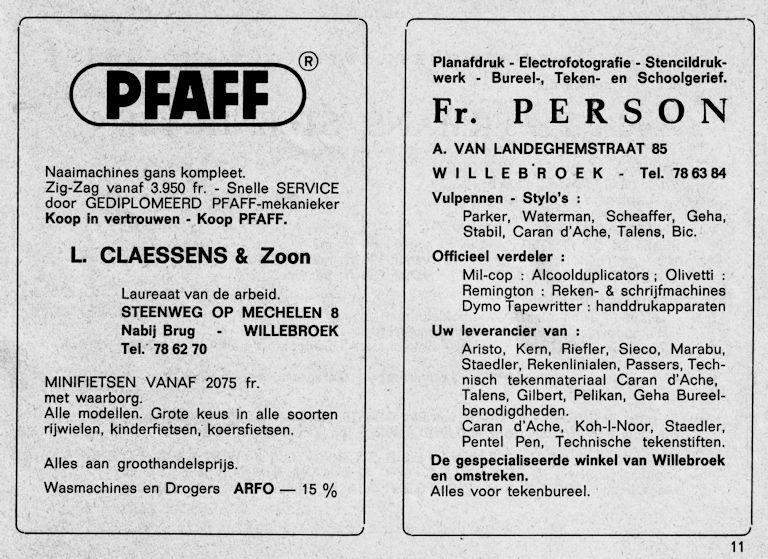 PFAFF ®
Naaimachines gans kompleet.
Zig-Zag vanaf 3.950 fr. - Snelle SERVICE
door GEDIPLOMEERD PFAFF-mekanieker
Koop in vertrouwen - Koop PFAFF.
L. CLAESSENS & Zoon
Laureaat van de arbeid.
STEENWEG OP MECHELEN 8
Nabij Brug - WILLEBROEK
Tel. 78 62 70
MINIFIETSEN VANAF 2075 fr.
met waarborg.
Alle modellen. Grote keus in alle soorten
rijwielen, kinderfietsen, koersfietsen.
Alles aan groothandelsprijs.
Wasmachines en Drogers ARFO — 15 %
Planafdruk - Electrofotografie - Stencildruk-
werk - Bureel-, Teken- en Schoolgerief.
Fr. PERSON
A. VAN LANDEGHEMSTRAAT 85
WILLEBROEK - Tel. 78 63 84
Vulpennen - Stylo's :
Parker, Waterman, Scheaffer, Geha,
Stabil, Caran d'Ache, Talens, Bic.
Officieel verdeler :
Mil-cop : Alcoolduplicators ; Olivetti :
Remington : Reken- & schrijfmachines
Dymo Tapewritter : handdrukapparaten
Uw leverancier van :
Aristo, Kern, Riefler, Sieco, Marabu,
Staedler, Rekenlinialen, Passers, Tech-
nisch tekenmateriaal Caran d'Ache,
Talens, Gilbert, Pelikan, Geha Bureel-
benodigdheden.
Caran d'Ache, Koh-I-Noor, Staedler,
Pentel Pen, Technische tekenstiften.
De gespecialiseerde winkel van Willebroek
en omstreken.
Alles voor tekenbureel.
11